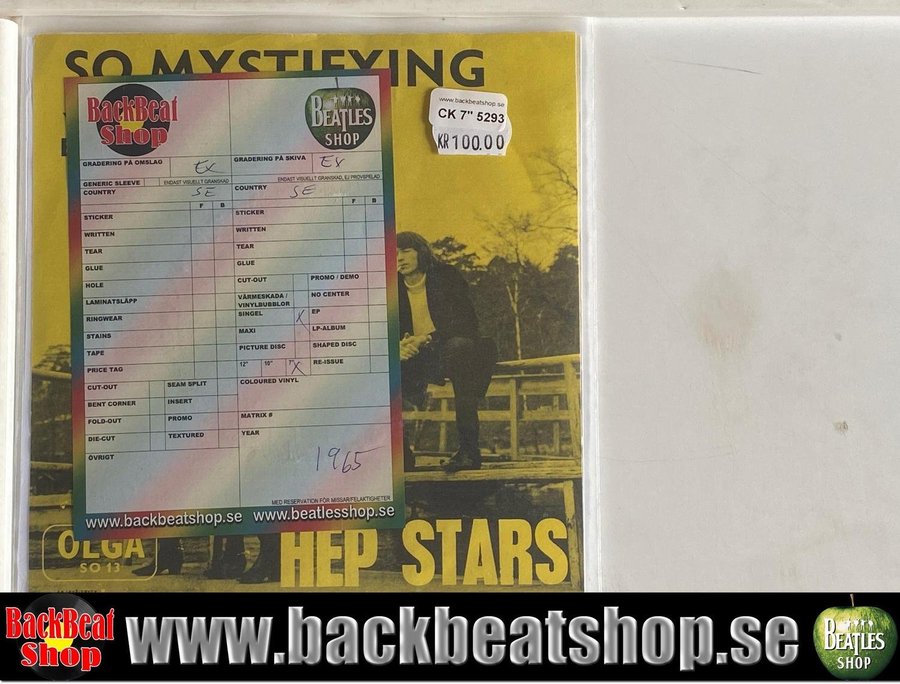 SO MYSTIFYING
BackBeat
Shop
BEATLES
SHOP
www.backbeatshop.se
CK 7" 5293
KR100.00
GRADERING PÅ OMSLAG Ex
GRADERING PÅ SKIVA Ex
GENERIC SLEEVE ENDAST VISUELLT GRANSKAD
ENDAST VISUELLT GRANSKAD, EJ PROVSPELAD
COUNTRY SE
COUNTRY SE
F B
F B
STICKER
STICKER
WRITTEN
WRITTEN
TEAR
TEAR
GLUE
GLUE
HOLE
CUT-OUT PROMO / DEMO
LAMINATSLÄPP
VÄRMESKADA / NO CENTER
VINYLBUBBLOR
RINGWEAR
SINGEL X EP
STAINS
MAXI LP-ALBUM
TAPE
PICTURE DISC SHAPED DISC
PRICE TAG
12" 10" 7" X RE-ISSUE
CUT-OUT SEAM SPLIT
COLOURED VINYL
BENT CORNER INSERT
FOLD-OUT PROMO
MATRIX #
DIE-CUT TEXTURED
YEAR
ÖVRIGT
1965
MED RESERVATION FÖR MISSAR/FELAKTIGHETER
www.backbeatshop.se www.beatlesshop.se
OLGA
SO 13
HEP STARS
BackBeat
Shop
www.backbeatshop.se
BEATLES
SHOP